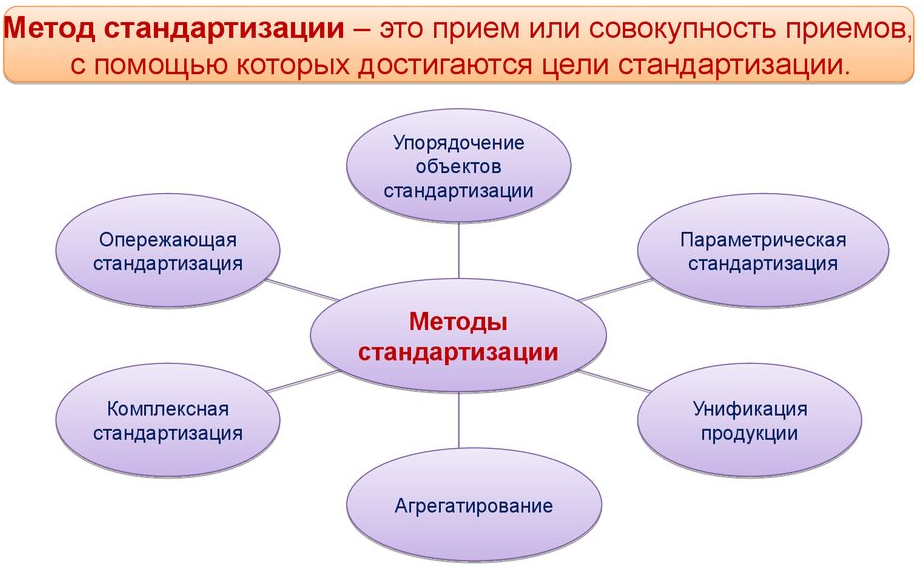 Метод стандартизации – это прием или совокупность приемов,
с помощью которых достигаются цели стандартизации.
Упорядочение
объектов
стандартизации
Опережающая
стандартизация
Параметрическая
стандартизация
Методы
стандартизации
Комплексная
стандартизация
Унификация
продукции
Агрегатирование